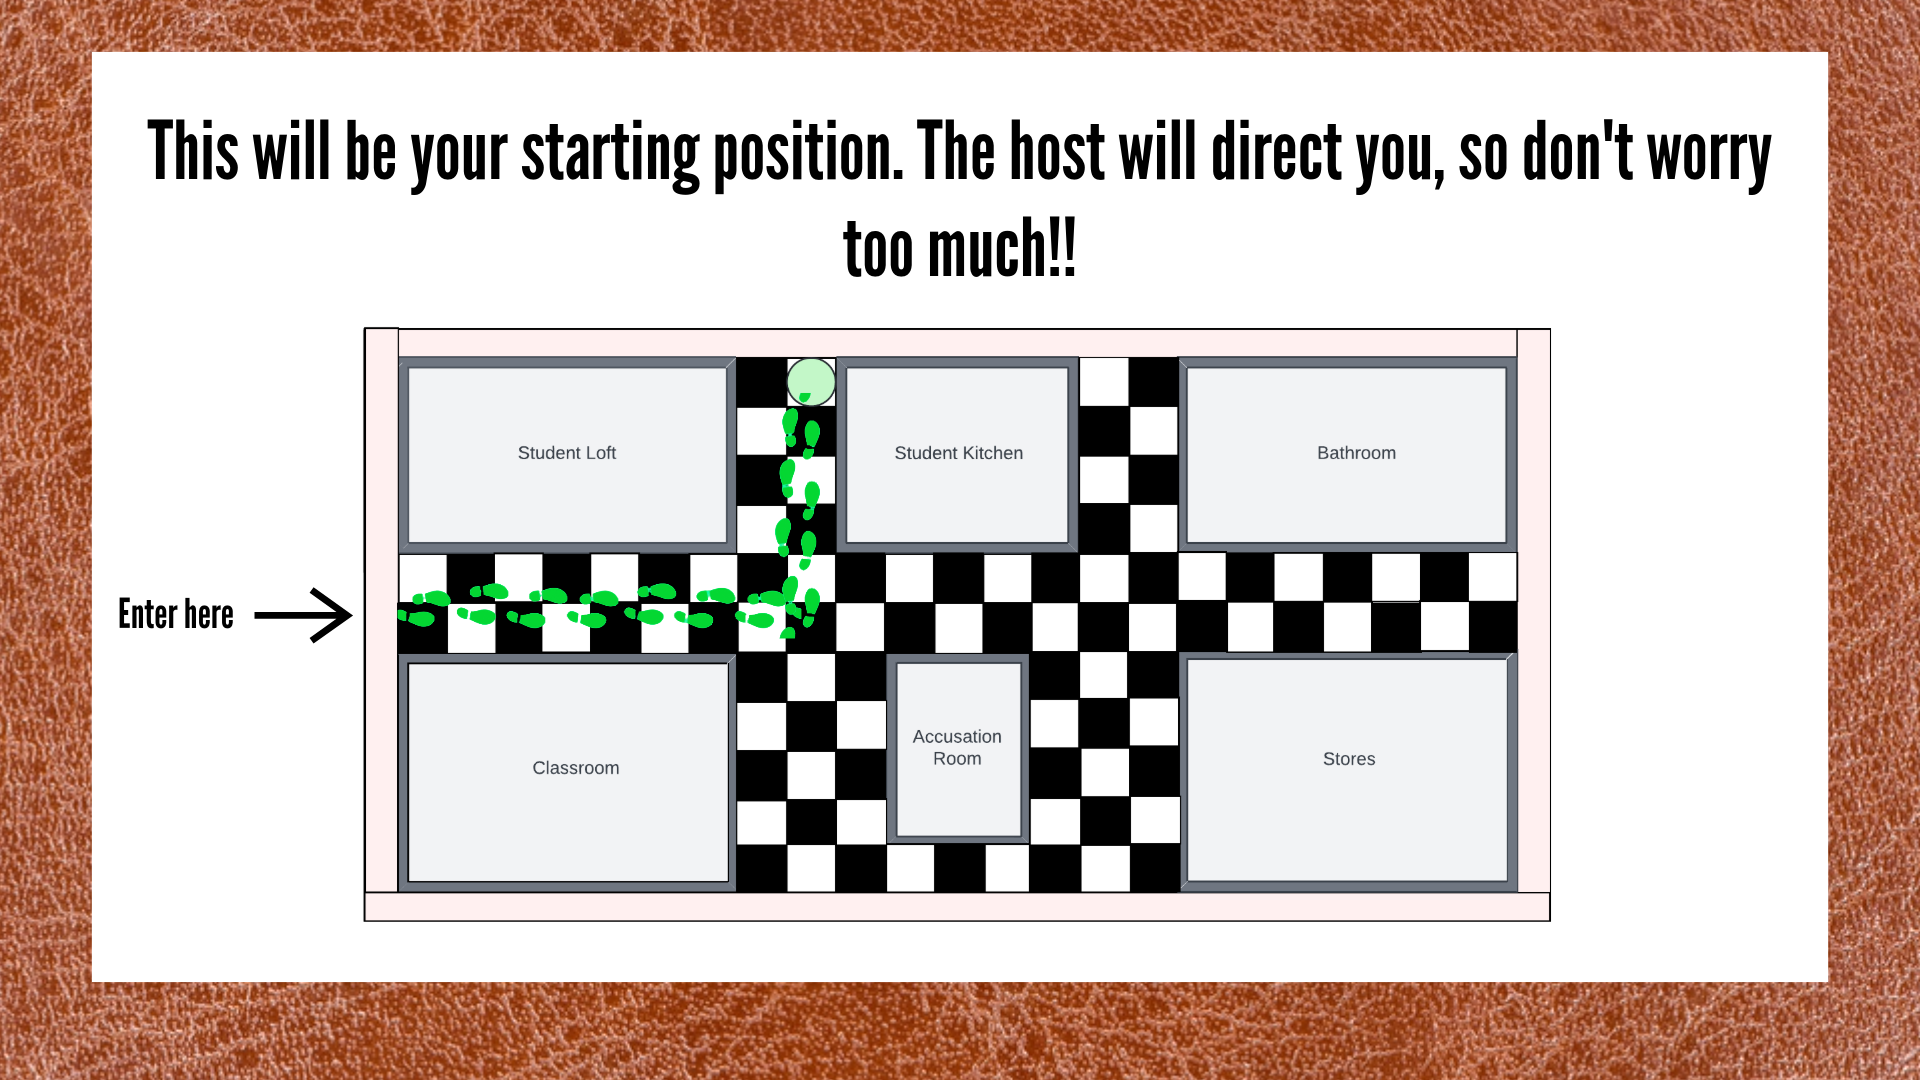 This will be your starting position. The host will direct you, so don't worry
too much!!
Student Loft
Student Kitchen
Bathroom
Enter here
Classroom
Accusation
Room
Stores